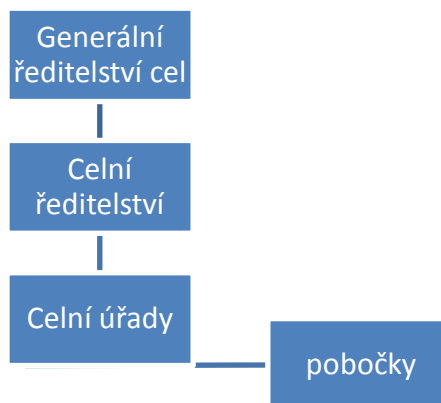 Generální
ředitelství cel
Celní
ředitelství
Celní úřady
pobočky